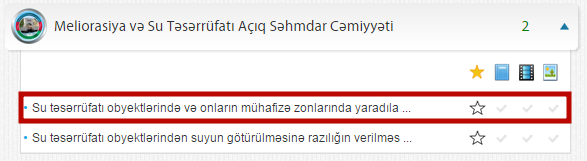 Meliorasiya və Su Təsərrüfatı Açıq Səhmdar Cəmiyyəti 2
Su təsərrüfatı obyektlərində və onların mühafizə zonlarında yaradıla ...
Su təsərrüfatı obyektlərindən suyun götürülməsinə razılığın verilməs ...